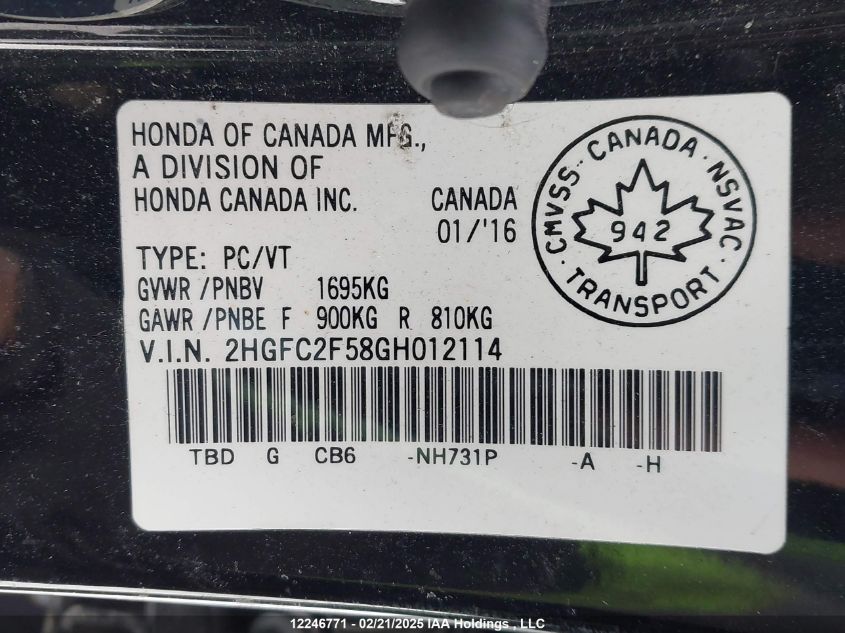 HONDA OF CANADA MFG.,
A DIVISION OF
HONDA CANADA INC.
CANADA
01/'16
TYPE: PC/VT
GVWR /PNBV 1695KG
GAWR /PNBE F 900KG R 810KG
V.I.N. 2HGFC2F58GH012114
TBD G CB6 -NH731P -A -H
CMVSS · CANADA · NSVAC · TRANSPORT ·
942
12246771 - 02/21/2025 IAA Holdings , LLC